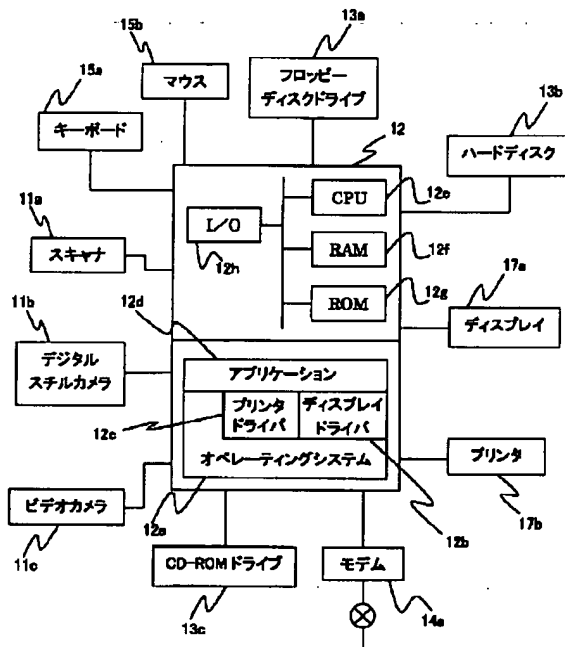 15b
マウス
13a
フロッピー
ディスクドライブ
15a
キーボード
13b
ハードディスク
12
CPU
12e
I/O
12h
RAM
12f
ROM
12g
11a
スキャナ
17a
ディスプレイ
11b
デジタル
スチルカメラ
12d
アプリケーション
12c
プリンタ
ドライバ
ディスプレイ
ドライバ
オペレーティングシステム
12a
12b
プリンタ
17b
ビデオカメラ
11c
CD-ROMドライブ
13c
モデム
14a